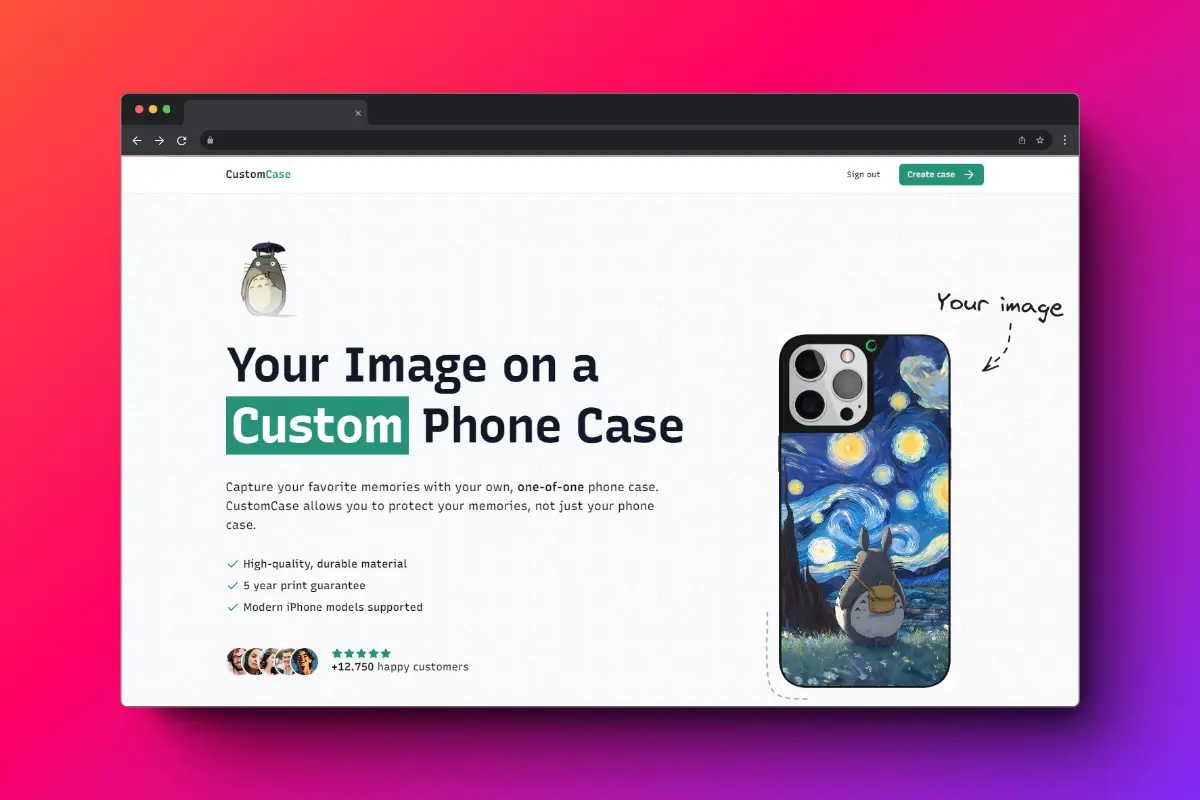 CustomCase
Sign out
Create case
Your image
Your Image on a
Custom Phone Case
Capture your favorite memories with your own, one-of-one phone case.
CustomCase allows you to protect your memories, not just your phone
case.
High-quality, durable material
5 year print guarantee
Modern iPhone models supported
+12.750 happy customers